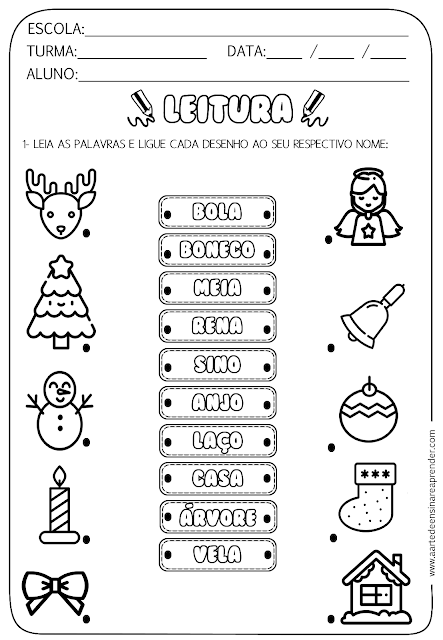 ESCOLA:
TURMA: DATA: / /
ALUNO:
LEITURA
1- LEIA AS PALAVRAS E LIGUE CADA DESENHO AO SEU RESPECTIVO NOME:
BOLA
BONECO
MEIA
RENA
SINO
ANJO
LAÇO
CASA
ÁRVORE
VELA
www.aartedeensinareaprender.com